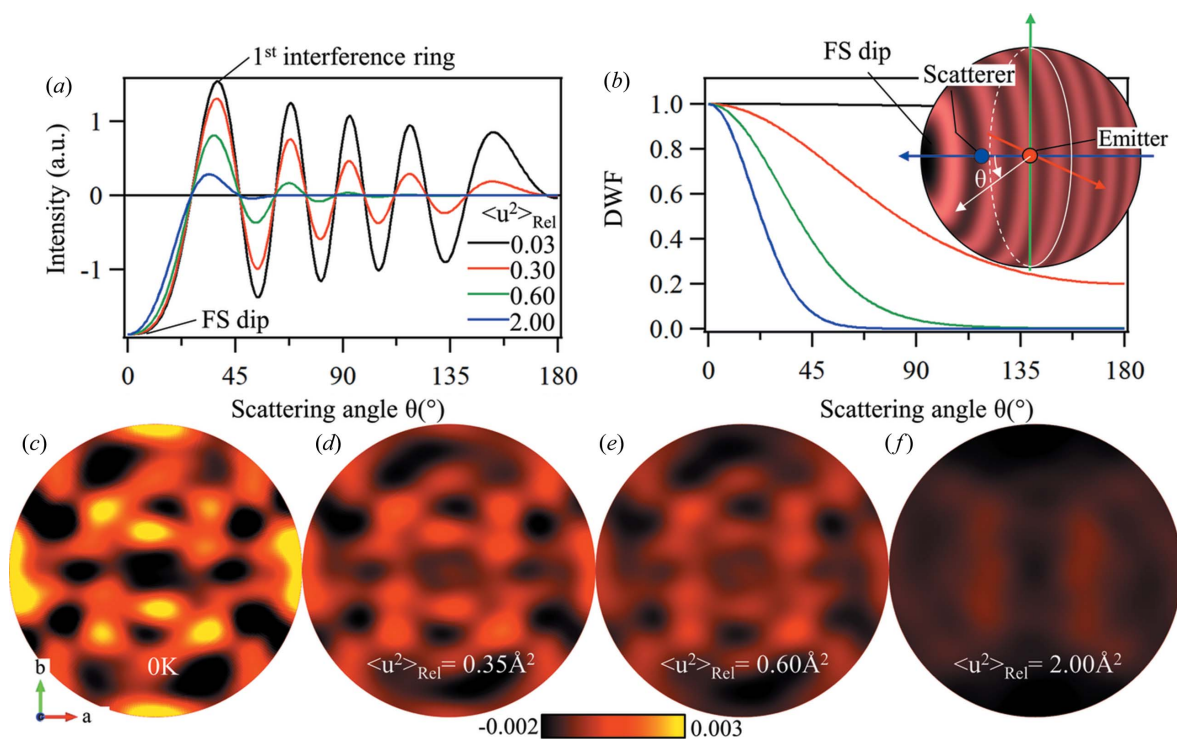 (a)
1st interference ring
Intensity (a.u.)
1
0
-1
FS dip
<u2>Rel
0.03
0.30
0.60
2.00
0 45 90 135 180
Scattering angle θ(°)
(b)
FS dip
Scatterer
Emitter
θ
DWF
1.0
0.8
0.6
0.4
0.2
0.0
0 45 90 135 180
Scattering angle θ(°)
(c)
0K
b
a
(d)
<u2>Rel= 0.35Å2
(e)
<u2>Rel= 0.60Å2
(f)
<u2>Rel= 2.00Å2
-0.002 0.003